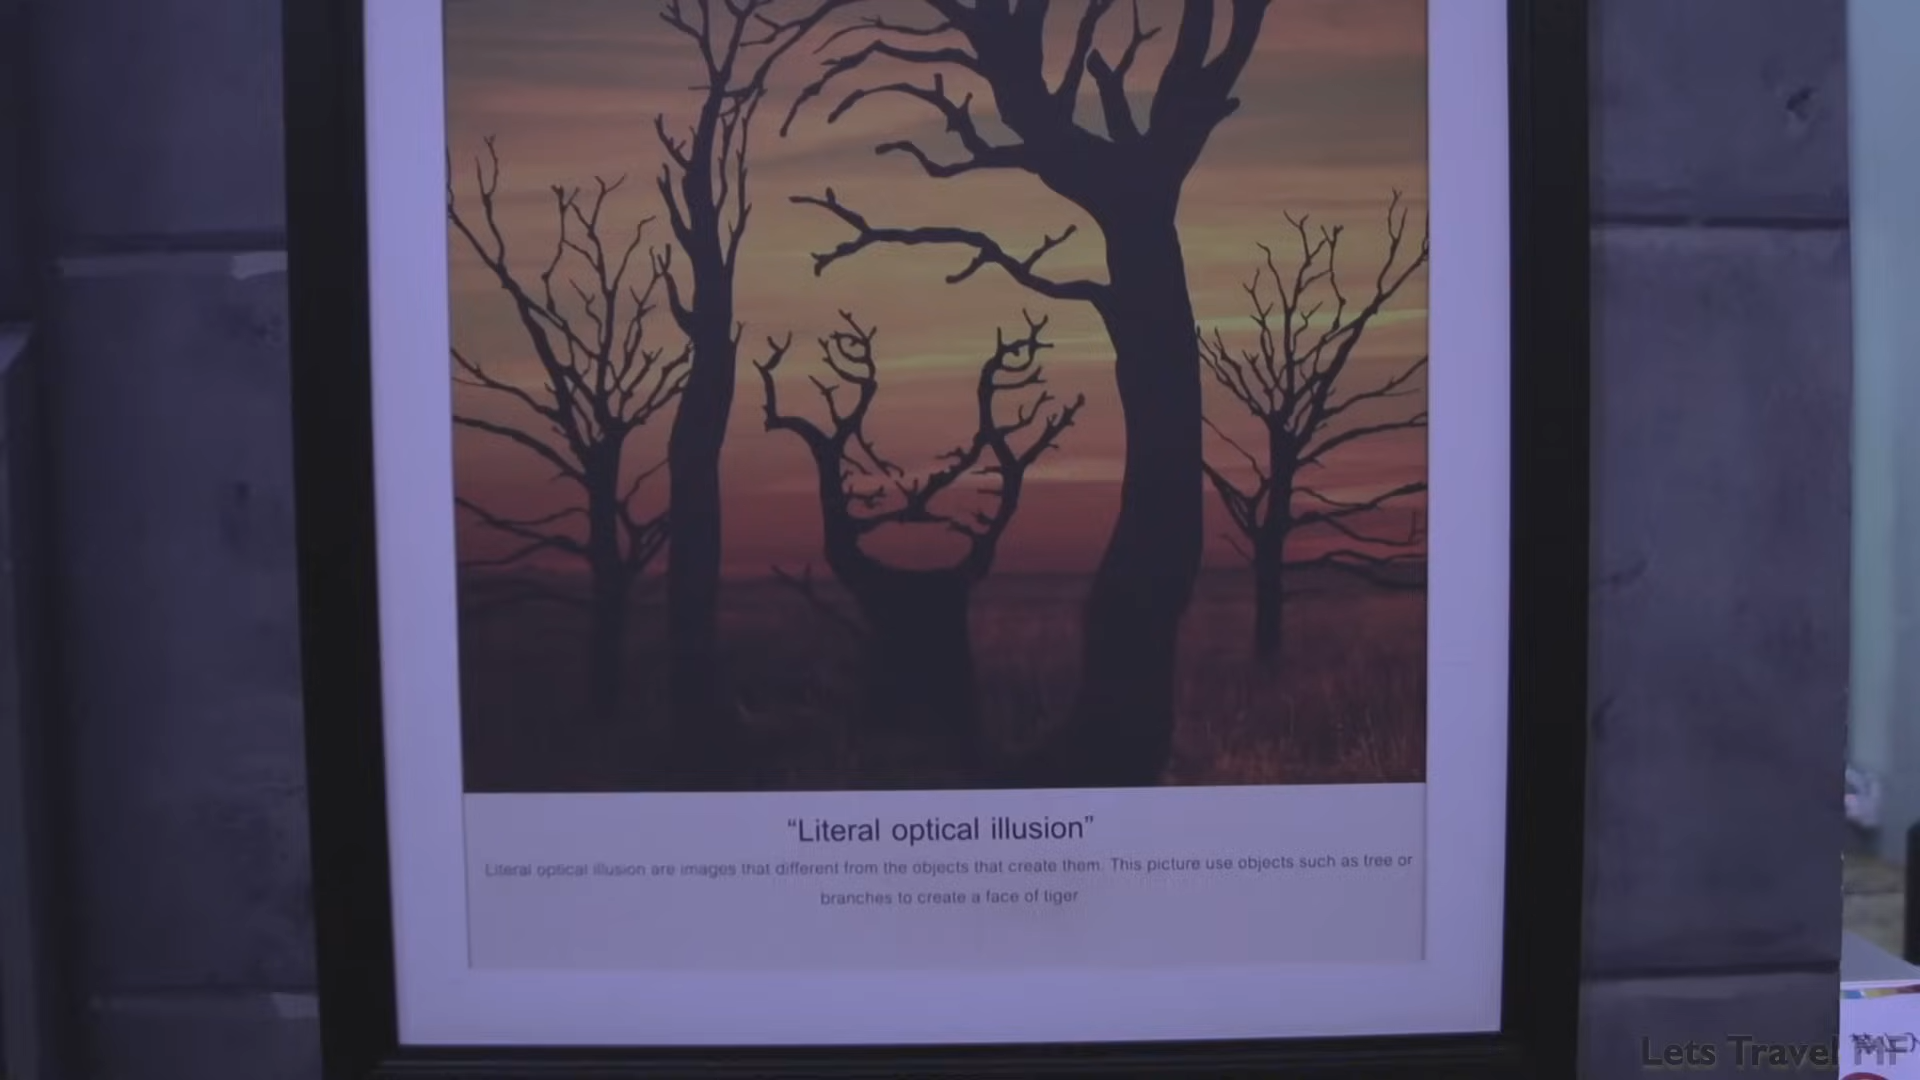 “Literal optical illusion”
Literal optical illusion are images that different from the objects that create them. This picture use objects such as tree or
branches to create a face of tiger
Lets Travel